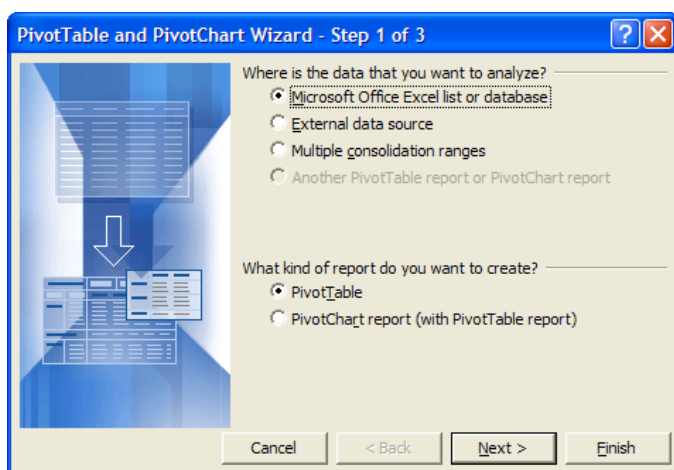 PivotTable and PivotChart Wizard - Step 1 of 3
Where is the data that you want to analyze?
Microsoft Office Excel list or database
External data source
Multiple consolidation ranges
Another PivotTable report or PivotChart report
What kind of report do you want to create?
PivotTable
PivotChart report (with PivotTable report)
Cancel < Back Next > Finish